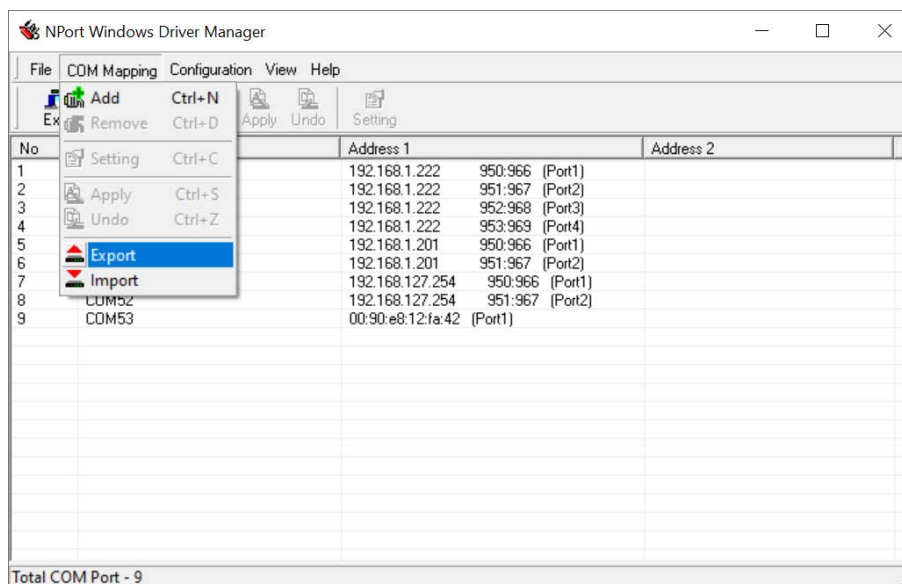 NPort Windows Driver Manager
File COM Mapping Configuration View Help
Add Ctrl+N
Ex Apply Undo Setting
Remove Ctrl+D
No Address 1 Address 2
Setting Ctrl+C
1 192.168.1.222 950:966 (Port1)
2 192.168.1.222 951:967 (Port2)
Apply Ctrl+S
3 192.168.1.222 952:968 (Port3)
Undo Ctrl+Z
4 192.168.1.222 953:969 (Port4)
5 192.168.1.201 950:966 (Port1)
Export
6 192.168.1.201 951:967 (Port2)
Import
7 192.168.127.254 950:966 (Port1)
8 COM52 192.168.127.254 951:967 (Port2)
9 COM53 00:90:e8:12:fa:42 (Port1)
Total COM Port - 9